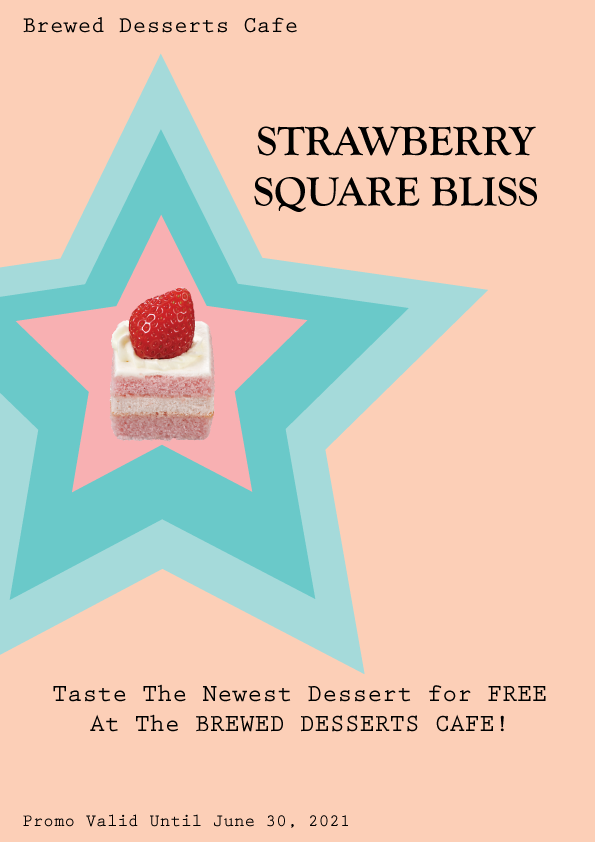 Brewed Desserts Cafe
STRAWBERRY
SQUARE BLISS
Taste The Newest Dessert for FREE
At The BREWED DESSERTS CAFE!
Promo Valid Until June 30, 2021